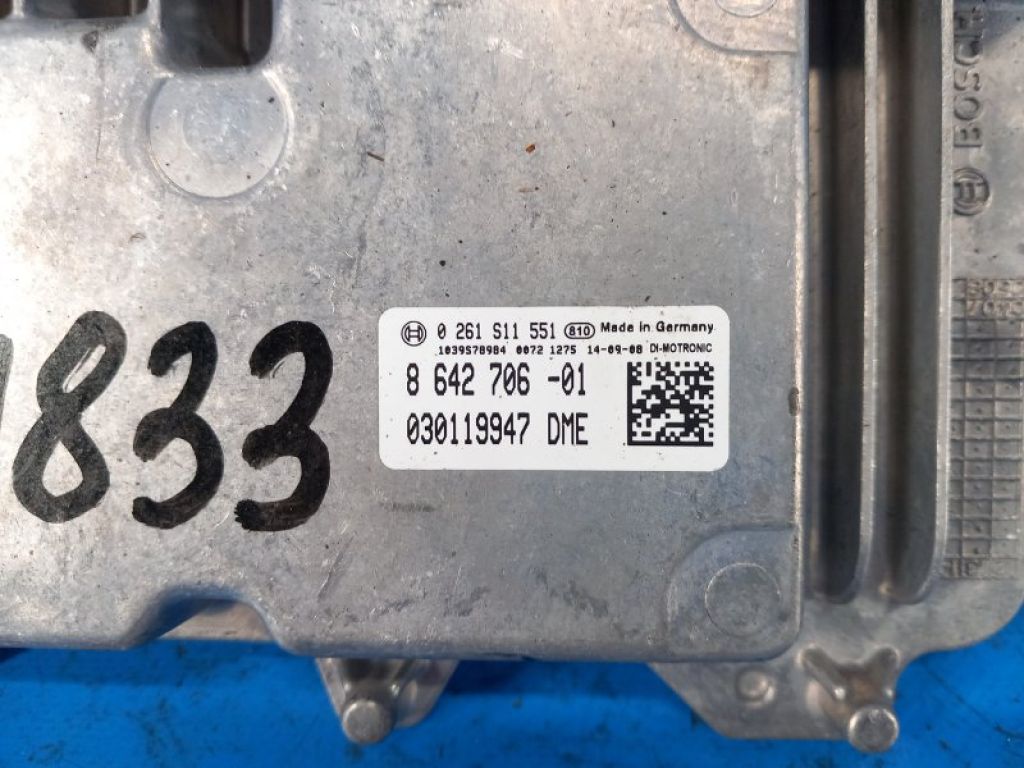 BOSCH
0 261 S11 551 810 Made in Germany
1039S78984 0072 1275 14-09-08 DI-MOTRONIC
8 642 706 -01
030119947 DME
833